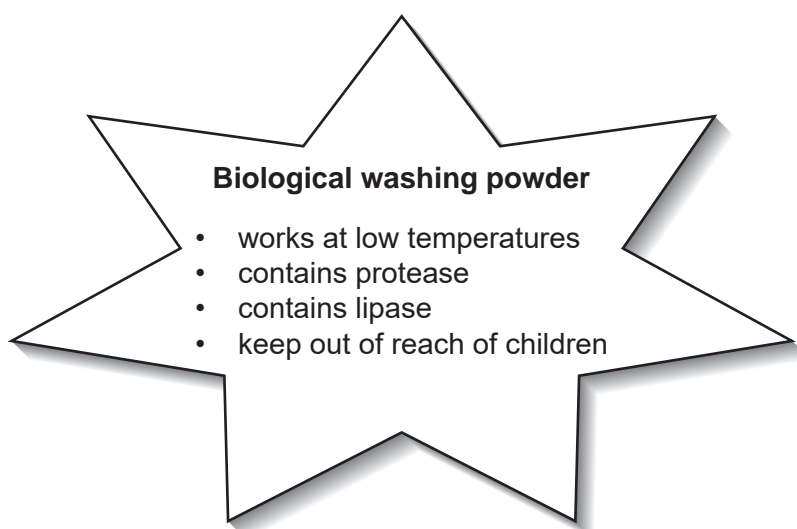 Biological washing powder
• works at low temperatures
• contains protease
• contains lipase
• keep out of reach of children